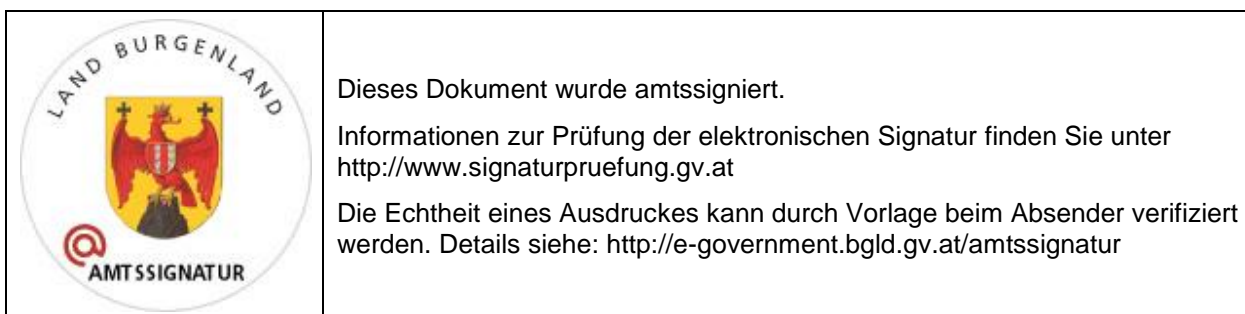 LAND BURGENLAND
AMTSSIGNATUR
Dieses Dokument wurde amtssigniert.
Informationen zur Prüfung der elektronischen Signatur finden Sie unter
http://www.signaturpruefung.gv.at
Die Echtheit eines Ausdruckes kann durch Vorlage beim Absender verifiziert
werden. Details siehe: http://e-government.bgld.gv.at/amtssignatur